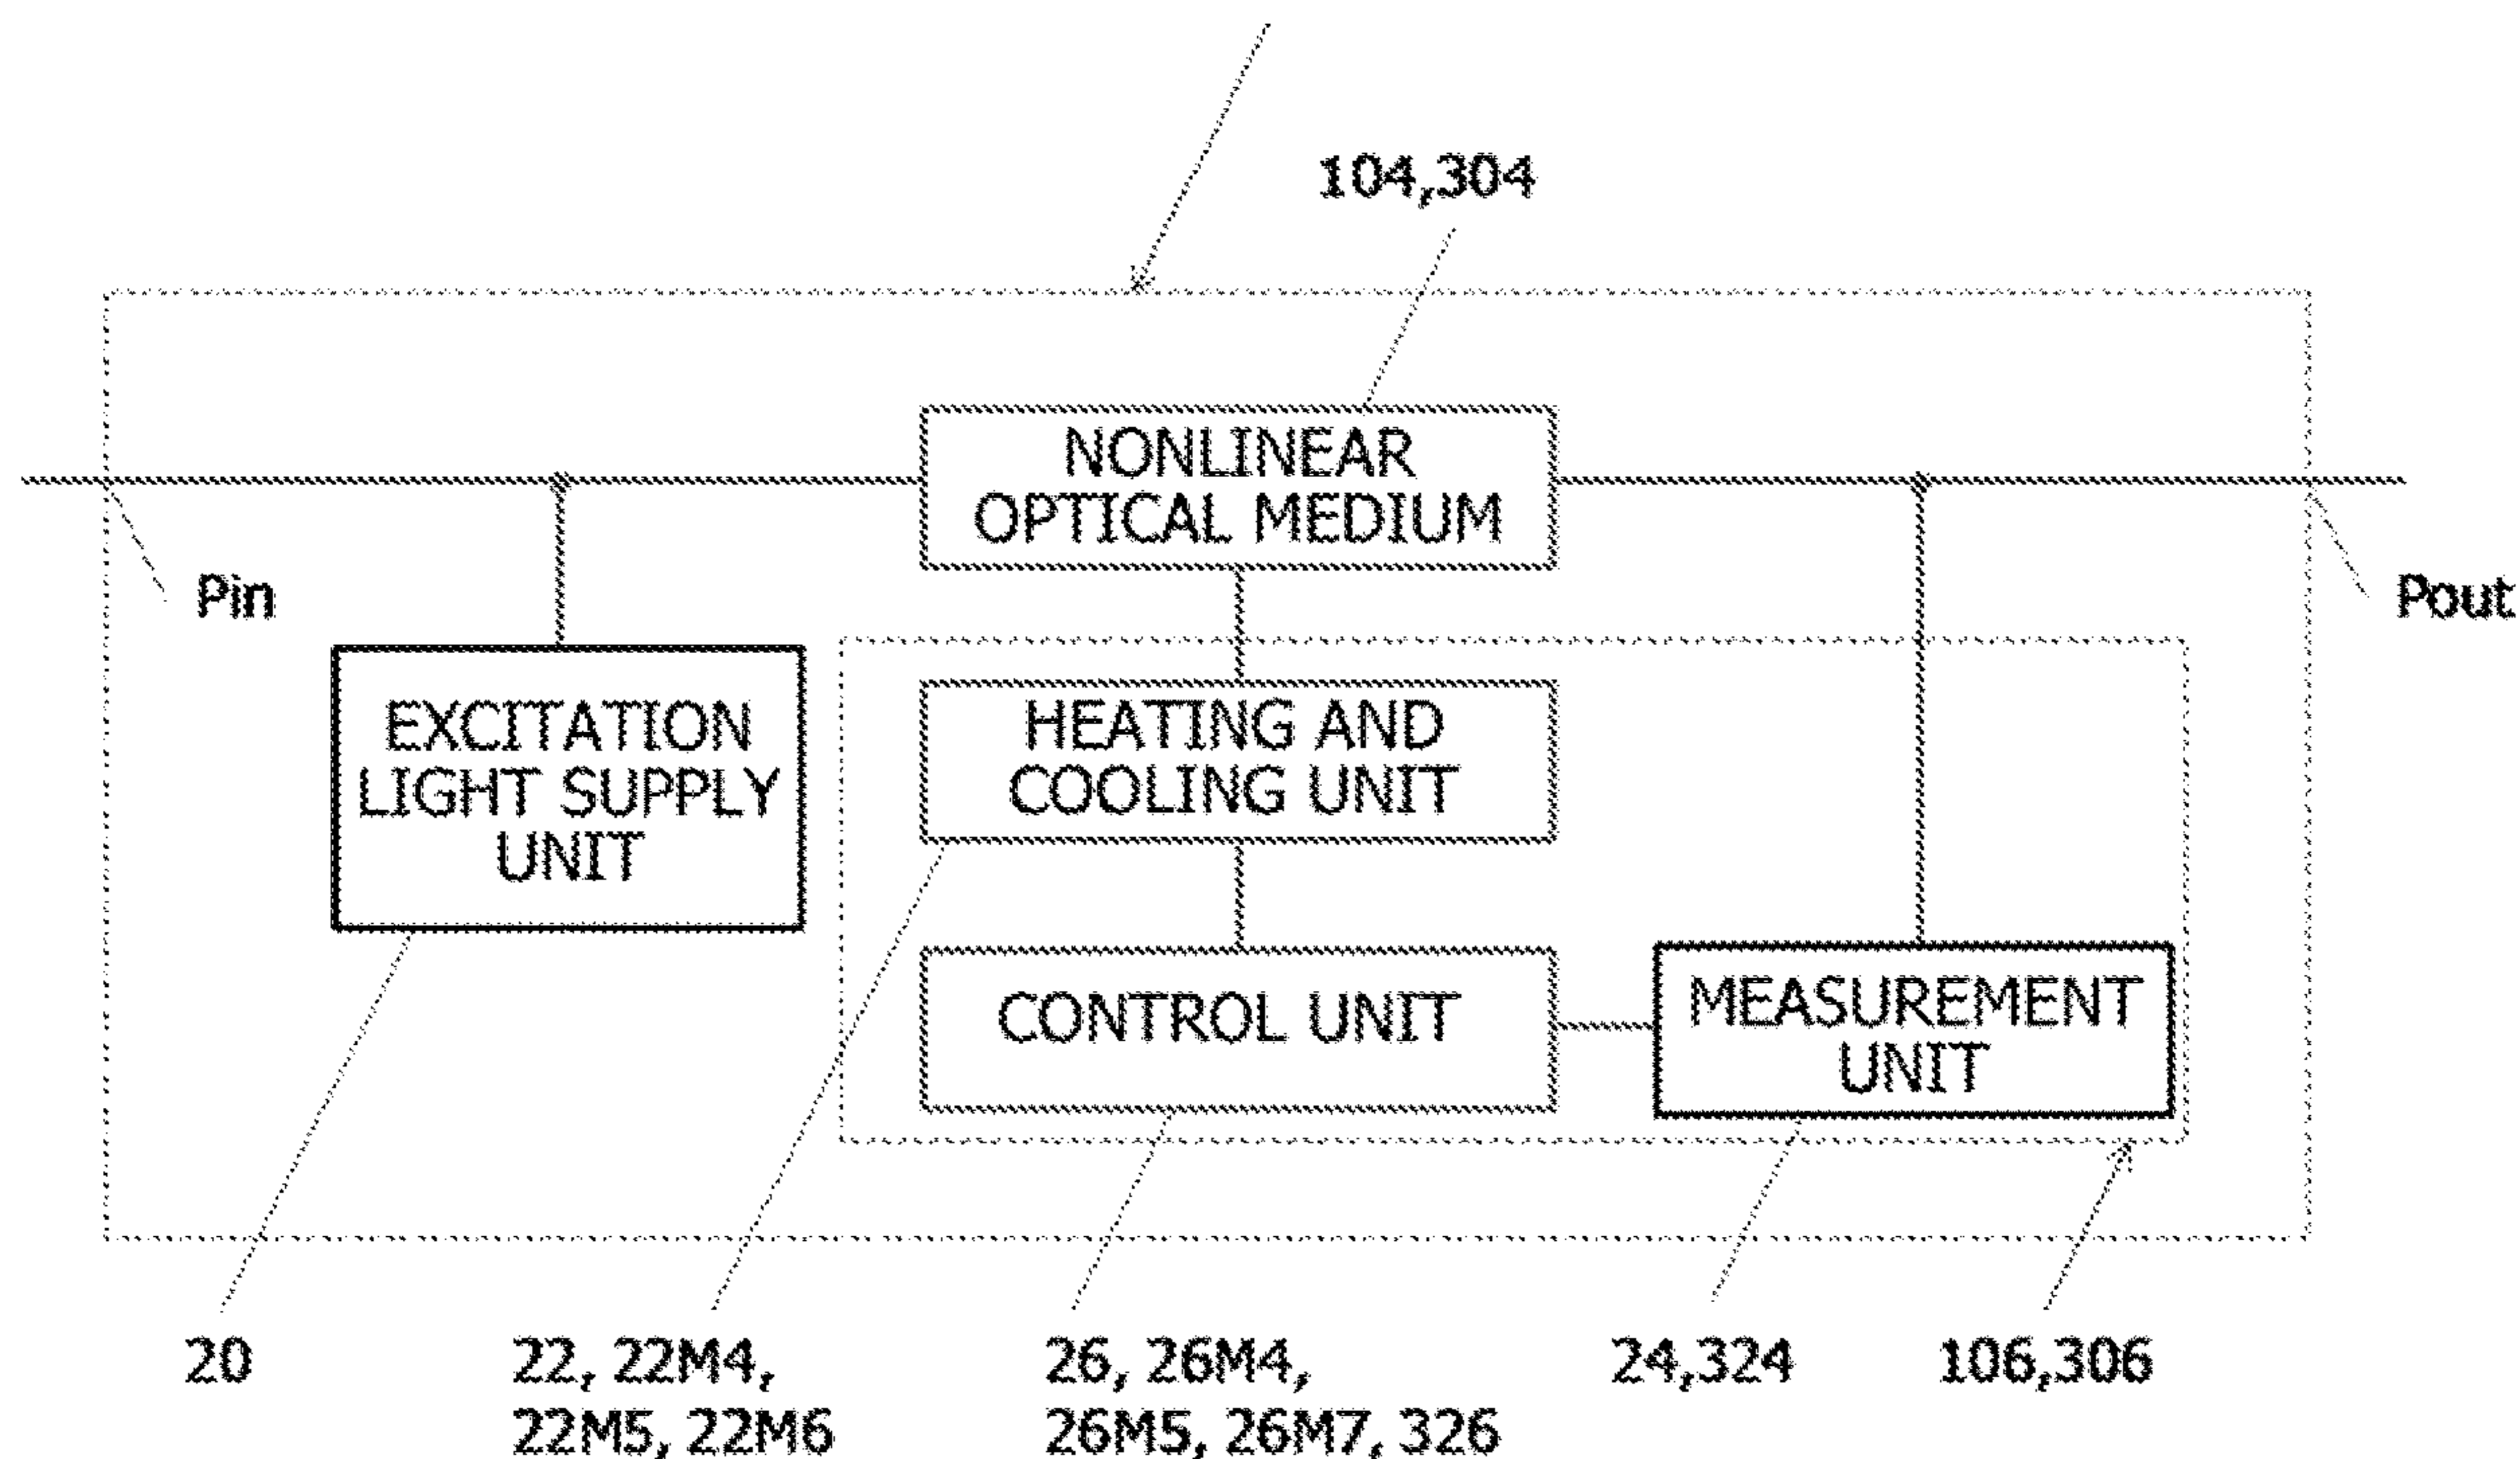 104,304
NONLINEAR
OPTICAL MEDIUM
Pin
Pout
EXCITATION
LIGHT SUPPLY
UNIT
HEATING AND
COOLING UNIT
CONTROL UNIT
MEASUREMENT
UNIT
20
22, 22M4,
22M5, 22M6
26, 26M4,
26M5, 26M7, 326
24,324
106,306